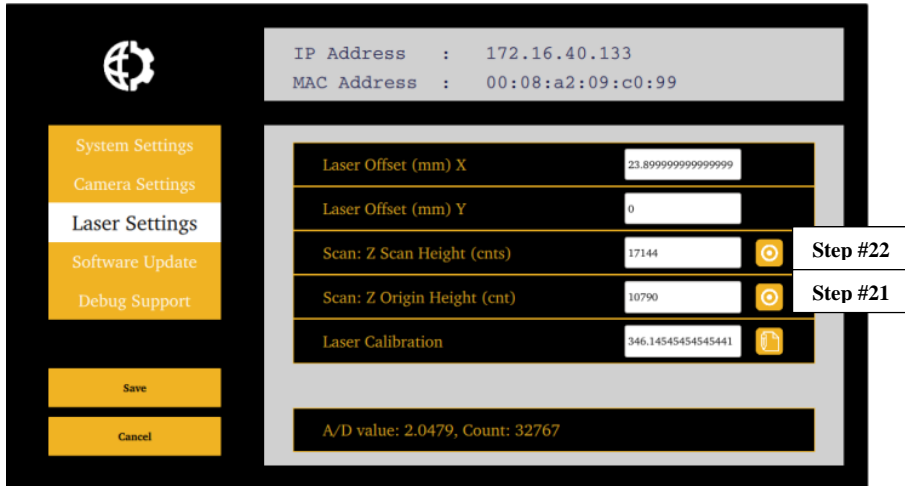 IP Address : 172.16.40.133
MAC Address : 00:08:a2:09:c0:99
System Settings
Camera Settings
Laser Settings
Software Update
Debug Support
Save
Cancel
Laser Offset (mm) X 23.899999999999999
Laser Offset (mm) Y 0
Scan: Z Scan Height (cnts) 17144 Step #22
Scan: Z Origin Height (cnt) 10790 Step #21
Laser Calibration 346.14545454545441
A/D value: 2.0479, Count: 32767